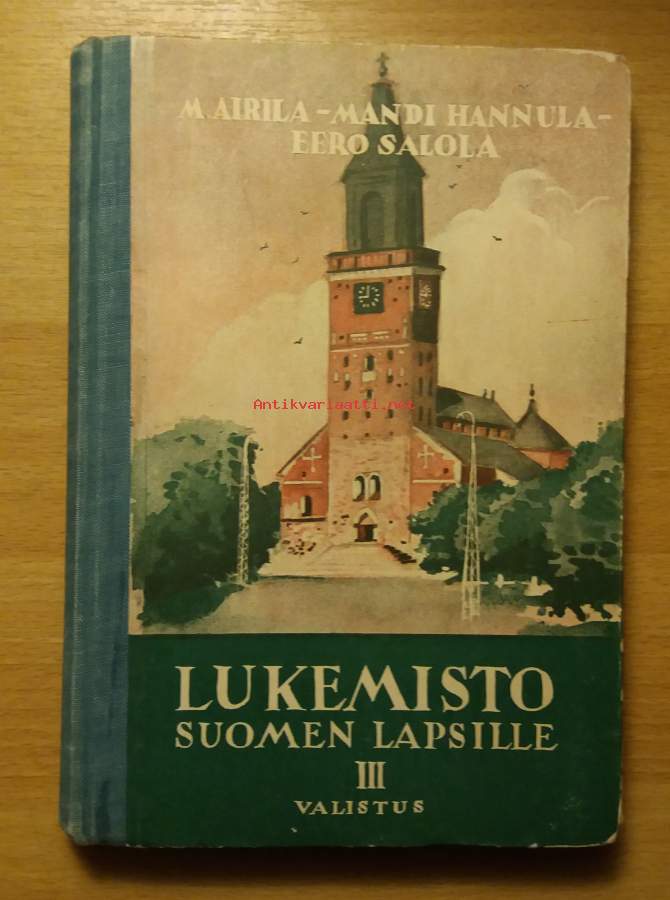 M. AIRILA – MANDI HANNULA –
EERO SALOLA
Antikvariaatti.net
LUKEMISTO
SUOMEN LAPSILLE
III
VALISTUS